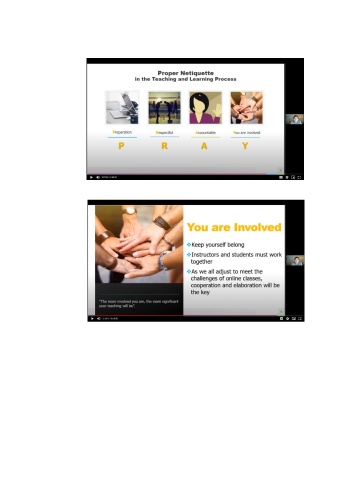 Proper Netiquette
in the Teaching and Learning Process
Preparation
Respectful
Accountable
You are involved
P R A Y
You are Involved
Keep yourself belong
Instructors and students must work
together
As we all adjust to meet the
challenges of online classes,
cooperation and elaboration will be
the key
"The more involved you are, the more significant
your teaching will be".